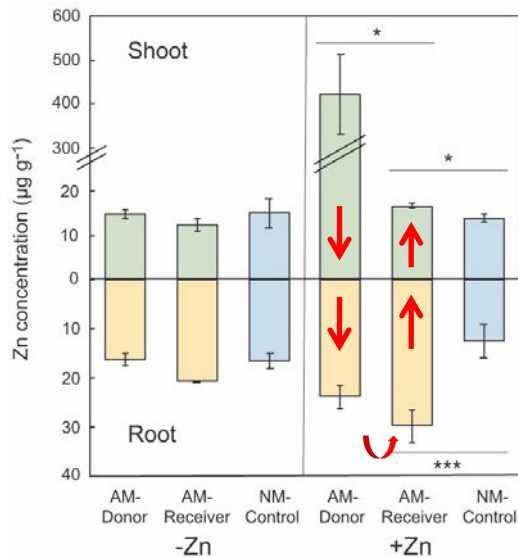 600
500
400
300
20
10
0
10
20
30
40
Zn concentration (µg g⁻¹)
Shoot
Root
*
*
***
AM-
Donor
AM-
Receiver
NM-
Control
AM-
Donor
AM-
Receiver
NM-
Control
-Zn
+Zn